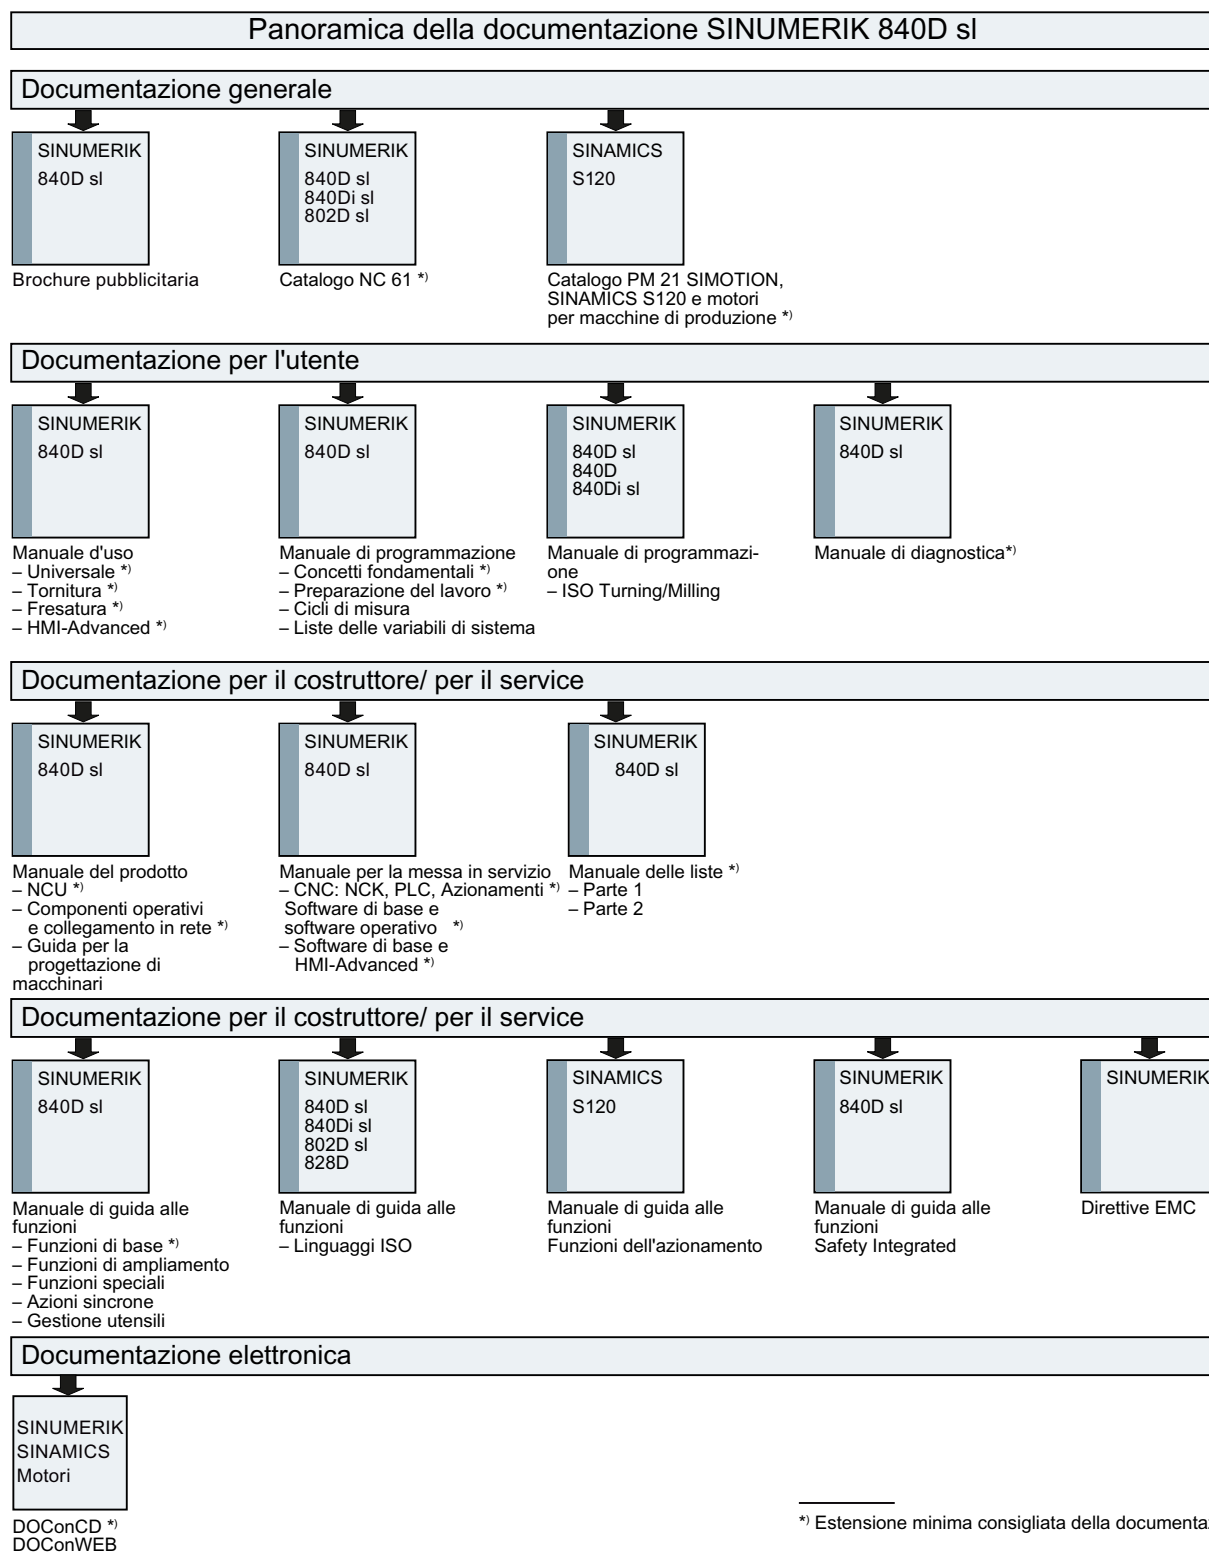 Panoramica della documentazione SINUMERIK 840D sl
Documentazione generale
SINUMERIK
840D sl
Brochure pubblicitaria
SINUMERIK
840D sl
840Di sl
802D sl
Catalogo NC 61 *)
SINAMICS
S120
Catalogo PM 21 SIMOTION,
SINAMICS S120 e motori
per macchine di produzione *)
Documentazione per l'utente
SINUMERIK
840D sl
Manuale d'uso
– Universale *)
– Tornitura *)
– Fresatura *)
– HMI-Advanced *)
SINUMERIK
840D sl
Manuale di programmazione
– Concetti fondamentali *)
– Preparazione del lavoro *)
– Cicli di misura
– Liste delle variabili di sistema
SINUMERIK
840D sl
840D
840Di sl
Manuale di programmazi-
one
– ISO Turning/Milling
SINUMERIK
840D sl
Manuale di diagnostica*)
Documentazione per il costruttore/ per il service
SINUMERIK
840D sl
Manuale del prodotto
– NCU *)
– Componenti operativi
e collegamento in rete *)
– Guida per la
progettazione di
macchinari
SINUMERIK
840D sl
Manuale per la messa in servizio
– CNC: NCK, PLC, Azionamenti *)
Software di base e
software operativo *)
– Software di base e
HMI-Advanced *)
SINUMERIK
840D sl
Manuale delle liste *)
– Parte 1
– Parte 2
Documentazione per il costruttore/ per il service
SINUMERIK
840D sl
Manuale di guida alle
funzioni
– Funzioni di base *)
– Funzioni di ampliamento
– Funzioni speciali
– Azioni sincrone
– Gestione utensili
SINUMERIK
840D sl
840Di sl
802D sl
828D
Manuale di guida alle
funzioni
– Linguaggi ISO
SINAMICS
S120
Manuale di guida alle
funzioni
Funzioni dell'azionamento
SINUMERIK
840D sl
Manuale di guida alle
funzioni
Safety Integrated
SINUMERIK
Direttive EMC
Documentazione elettronica
SINUMERIK
SINAMICS
Motori
DOConCD *)
DOConWEB
*) Estensione minima consigliata della